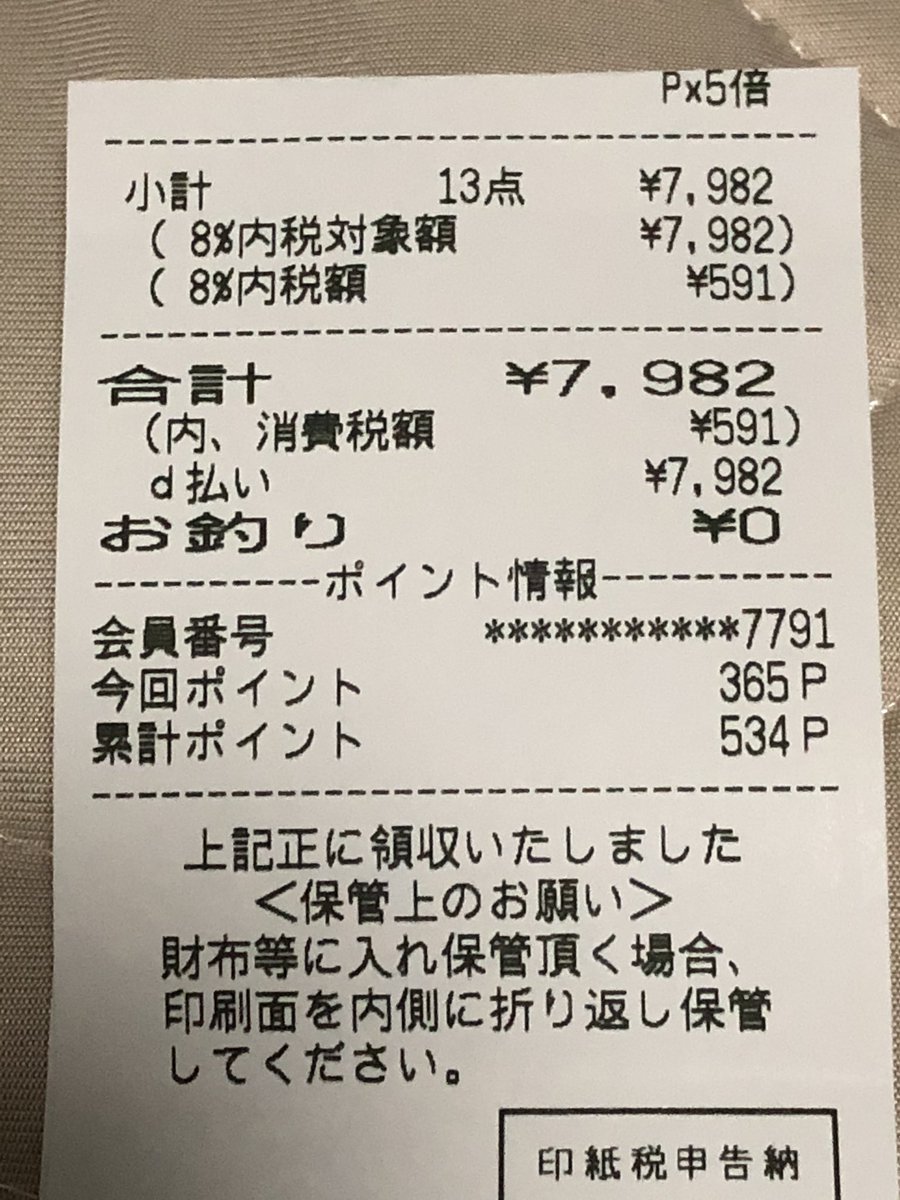 Px5倍
小計 13点 ¥7,982
( 8%内税対象額 ¥7,982)
( 8%内税額 ¥591)
合計 ¥7,982
(内、消費税額 ¥591)
d払い ¥7,982
お釣り ¥0
----------ポイント情報----------
会員番号 ***********7791
今回ポイント 365P
累計ポイント 534P
上記正に領収いたしました
<保管上のお願い>
財布等に入れ保管頂く場合、
印刷面を内側に折り返し保管
してください。
印紙税申告納